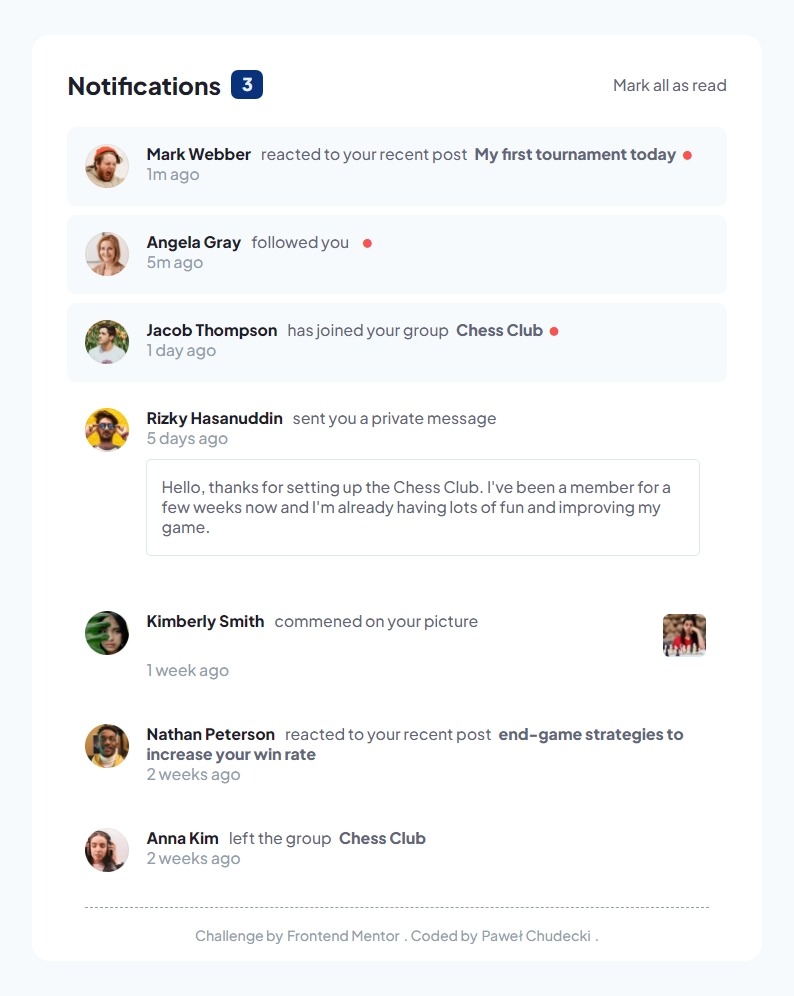 Notifications 3
Mark all as read
Mark Webber reacted to your recent post My first tournament today
1m ago
Angela Gray followed you
5m ago
Jacob Thompson has joined your group Chess Club
1 day ago
Rizky Hasanuddin sent you a private message
5 days ago
Hello, thanks for setting up the Chess Club. I've been a member for a
few weeks now and I'm already having lots of fun and improving my
game.
Kimberly Smith commened on your picture
1 week ago
Nathan Peterson reacted to your recent post end-game strategies to
increase your win rate
2 weeks ago
Anna Kim left the group Chess Club
2 weeks ago
Challenge by Frontend Mentor . Coded by Paweł Chudecki .